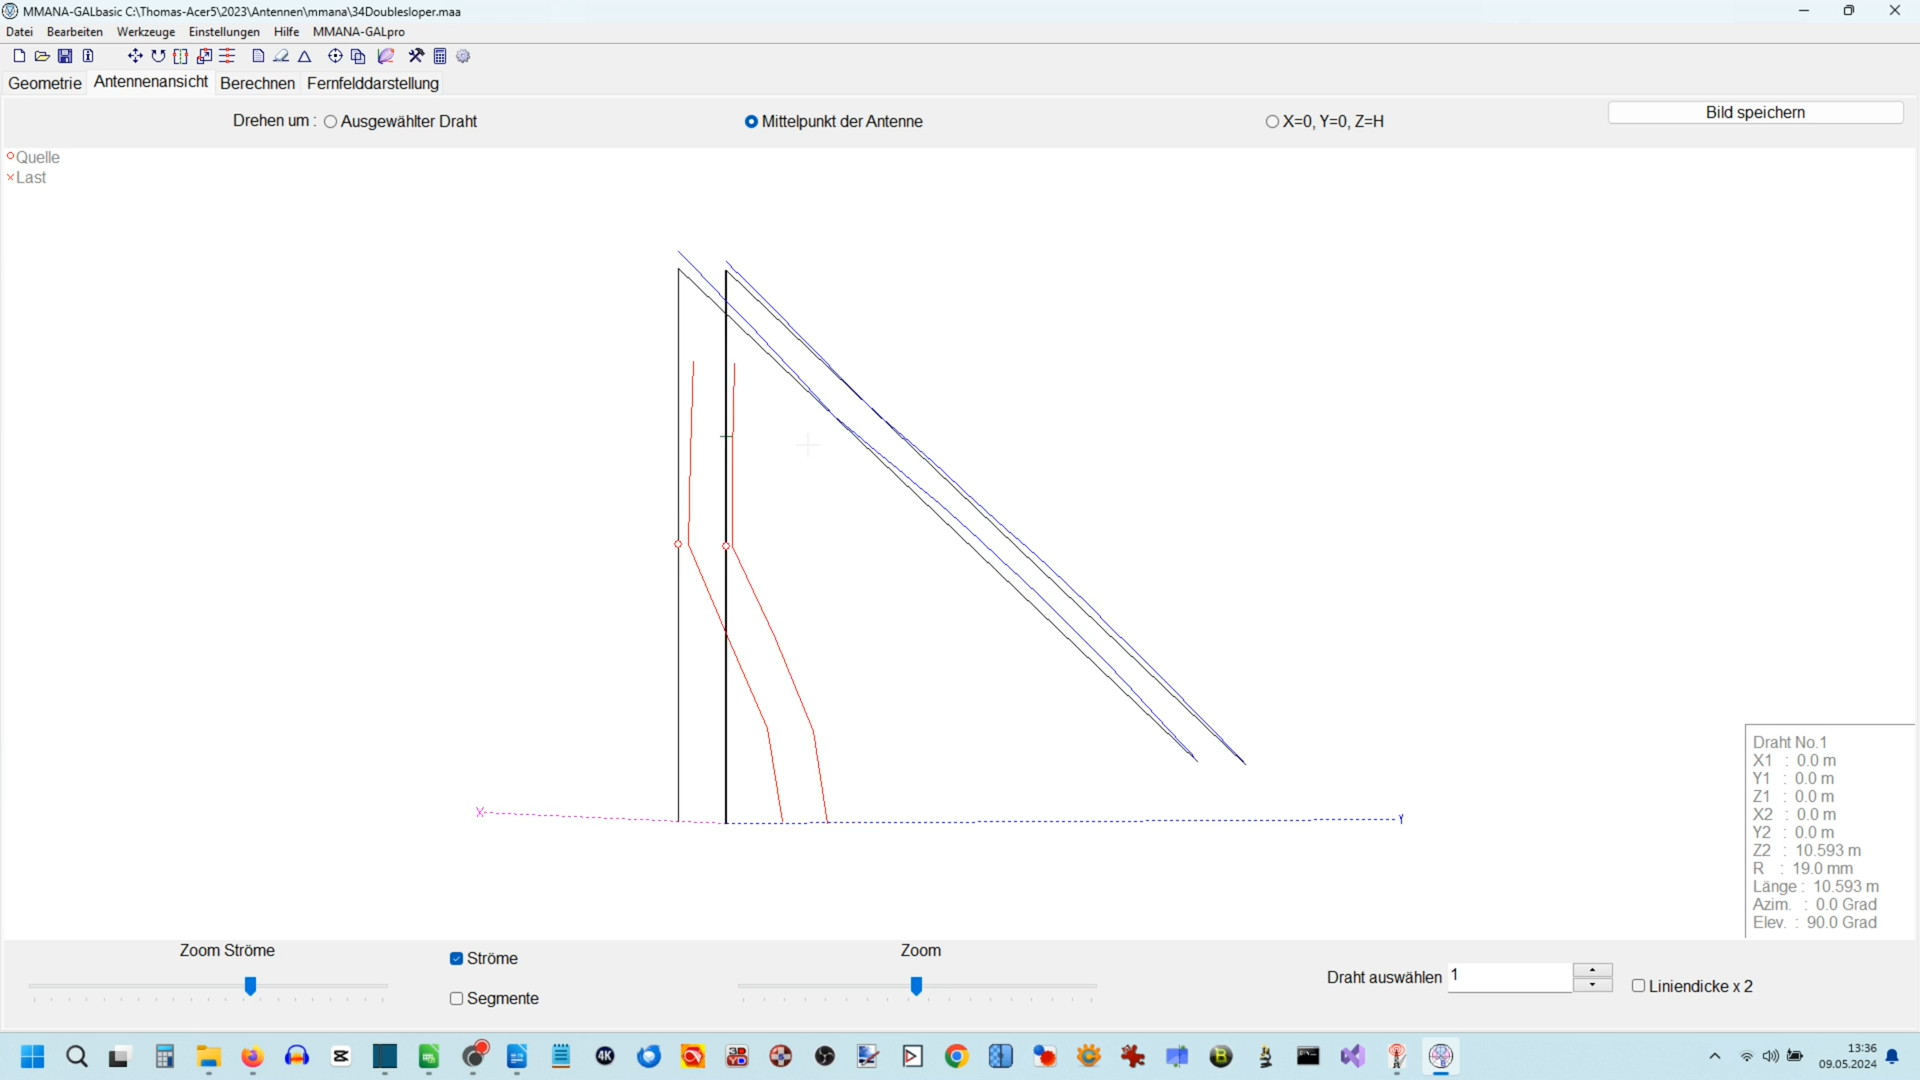 MMANA-GALbasic C:\Thomas-Acer5\2023\Antennen\mmana\34Doublesloper.maa
Datei Bearbeiten Werkzeuge Einstellungen Hilfe MMANA-GALpro
Geometrie Antennenansicht Berechnen Fernfelddarstellung
Drehen um : Ausgewählter Draht Mittelpunkt der Antenne X=0, Y=0, Z=H Bild speichern
Quelle
Last
X Y
Draht No.1
X1 : 0.0 m
Y1 : 0.0 m
Z1 : 0.0 m
X2 : 0.0 m
Y2 : 0.0 m
Z2 : 10.593 m
R : 19.0 mm
Länge : 10.593 m
Azim. : 0.0 Grad
Elev. : 90.0 Grad
Zoom Ströme Ströme Zoom
Segmente Draht auswählen 1 Liniendicke x 2
4K
B
13:36
09.05.2024